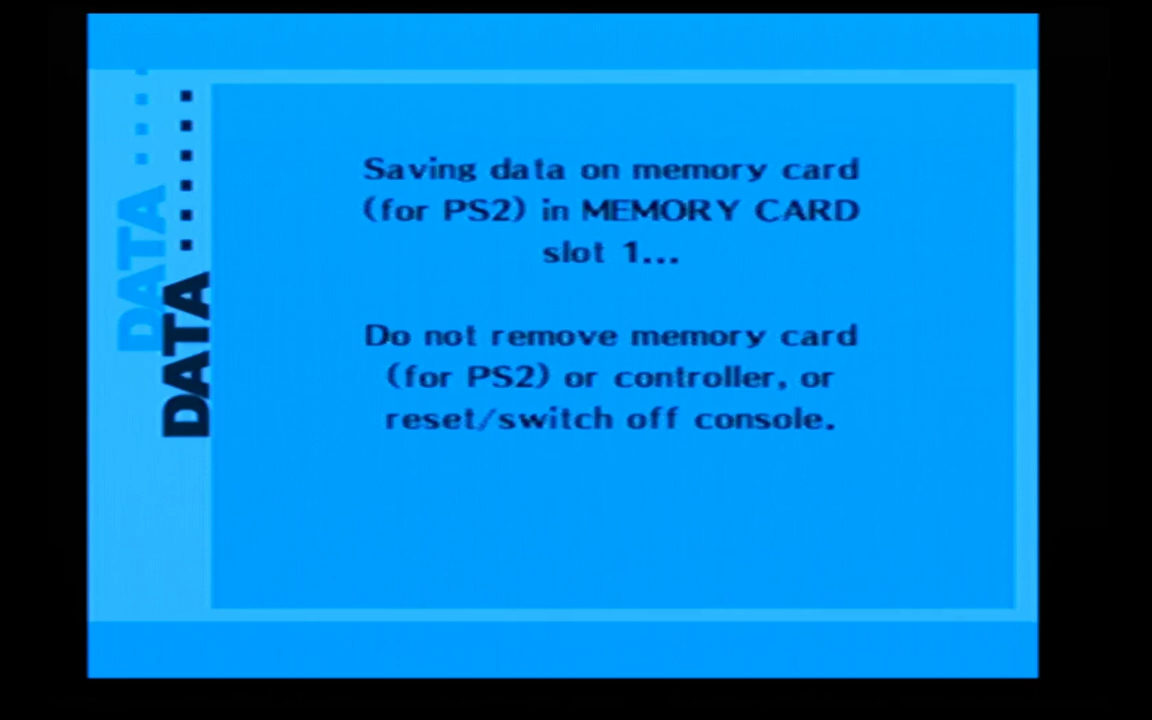 DATA......
DATA....
Saving data on memory card
(for PS2) in MEMORY CARD
slot 1...
Do not remove memory card
(for PS2) or controller, or
reset/switch off console.